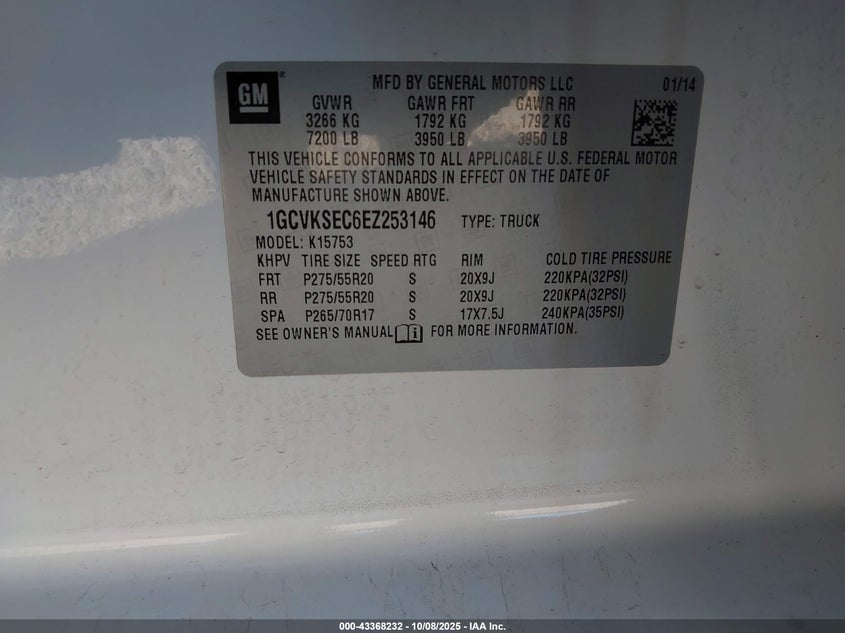 GM ® MFD BY GENERAL MOTORS LLC 01/14
GVWR GAWR FRT GAWR RR
3266 KG 1792 KG 1792 KG
7200 LB 3950 LB 3950 LB
THIS VEHICLE CONFORMS TO ALL APPLICABLE U.S. FEDERAL MOTOR
VEHICLE SAFETY STANDARDS IN EFFECT ON THE DATE OF
MANUFACTURE SHOWN ABOVE.
1GCVKSEC6EZ253146 TYPE: TRUCK
MODEL: K15753
KHPV TIRE SIZE SPEED RTG RIM COLD TIRE PRESSURE
FRT P275/55R20 S 20X9J 220KPA(32PSI)
RR P275/55R20 S 20X9J 220KPA(32PSI)
SPA P265/70R17 S 17X7.5J 240KPA(35PSI)
SEE OWNER'S MANUAL i FOR MORE INFORMATION.
000-43368232 - 10/08/2025 - IAA Inc.